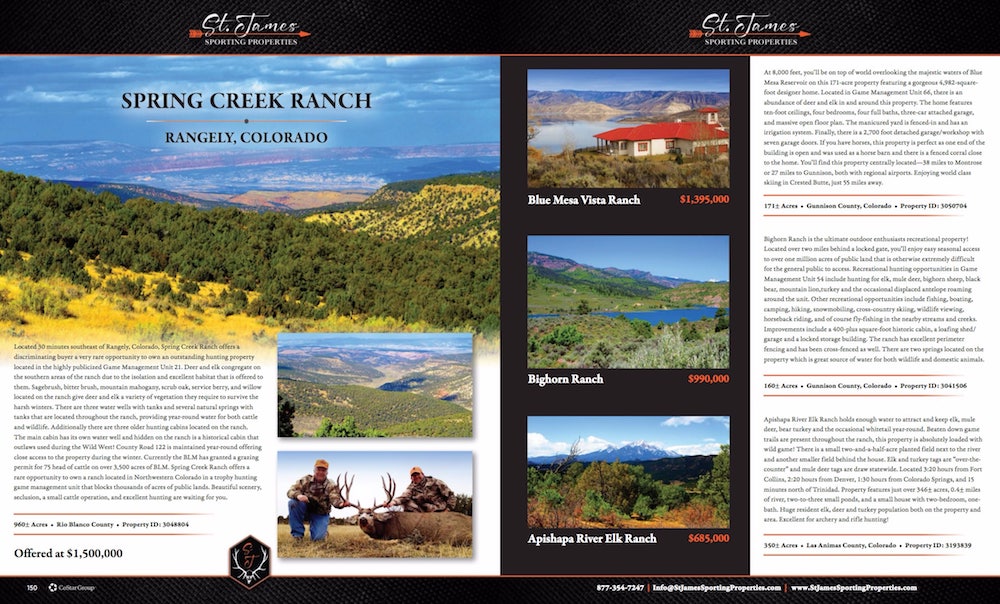 St. James
SPORTING PROPERTIES
SPRING CREEK RANCH
RANGELY, COLORADO
Located 30 minutes southeast of Rangely, Colorado, Spring Creek Ranch offers a
discriminating buyer a very rare opportunity to own an outstanding hunting property
located in the highly publicized Game Management Unit 21. Deer and elk congregate on
the southern areas of the ranch due to the isolation and excellent habitat that is offered to
them. Sagebrush, bitter brush, mountain mahogany, scrub oak, service berry, and willow
located on the ranch give deer and elk a variety of vegetation they require to survive the
harsh winters. There are three water wells with tanks and several natural springs with
tanks that are located throughout the ranch, providing year-round water for both cattle
and wildlife. Additionally there are three older hunting cabins located on the ranch.
The main cabin has its own water well and hidden on the ranch is a historical cabin that
outlaws used during the Wild West! County Road 122 is maintained year-round offering
close access to the property during the winter. Currently the BLM has granted a grazing
permit for 75 head of cattle on over 3,500 acres of BLM. Spring Creek Ranch offers a
rare opportunity to own a ranch located in Northwestern Colorado in a trophy hunting
game management unit that blocks thousands of acres of public lands. Beautiful scenery,
seclusion, a small cattle operation, and excellent hunting are waiting for you.
960± Acres • Rio Blanco County • Property ID: 3048804
Offered at $1,500,000
S J
150 CoStar Group
St. James
SPORTING PROPERTIES
Blue Mesa Vista Ranch $1,395,000
At 8,000 feet, you'll be on top of world overlooking the majestic waters of Blue
Mesa Reservoir on this 171-acre property featuring a gorgeous 4,982-square-
foot designer home. Located in Game Management Unit 66, there is an
abundance of deer and elk in and around this property. The home features
ten-foot ceilings, four bedrooms, four full baths, three-car attached garage,
and massive open floor plan. The manicured yard is fenced-in and has an
irrigation system. Finally, there is a 2,700 foot detached garage/workshop with
seven garage doors. If you have horses, this property is perfect as one end of the
building is open and was used as a horse barn and there is a fenced corral close
to the home. You'll find this property centrally located—38 miles to Montrose
or 27 miles to Gunnison, both with regional airports. Enjoying world class
skiing in Crested Butte, just 55 miles away.
171± Acres • Gunnison County, Colorado • Property ID: 3050704
Bighorn Ranch $990,000
Bighorn Ranch is the ultimate outdoor enthusiasts recreational property!
Located over two miles behind a locked gate, you'll enjoy easy seasonal access
to over one million acres of public land that is otherwise extremely difficult
for the general public to access. Recreational hunting opportunities in Game
Management Unit 54 include hunting for elk, mule deer, bighorn sheep, black
bear, mountain lion,turkey and the occasional displaced antelope roaming
around the unit. Other recreational opportunities include fishing, boating,
camping, hiking, snowmobiling, cross-country skiing, wildlife viewing,
horseback riding, and of course fly-fishing in the nearby streams and creeks.
Improvements include a 400-plus square-foot historic cabin, a loafing shed/
garage and a locked storage building. The ranch has excellent perimeter
fencing and has been cross-fenced as well. There are two springs located on the
property which is great source of water for both wildlife and domestic animals.
160± Acres • Gunnison County, Colorado • Property ID: 3041506
Apishapa River Elk Ranch $685,000
Apishapa River Elk Ranch holds enough water to attract and keep elk, mule
deer, bear turkey and the occasional whitetail year-round. Beaten down game
trails are present throughout the ranch, this property is absolutely loaded with
wild game! There is a small two-and-a-half-acre planted field next to the river
and another smaller field behind the house. Elk and turkey tags are "over-the-
counter" and mule deer tags are draw statewide. Located 3:20 hours from Fort
Collins, 2:20 hours from Denver, 1:30 hours from Colorado Springs, and 15
minutes north of Trinidad. Property features just over 346± acres, 0.4± miles
of river, two-to-three small ponds, and a small house with two-bedroom, one-
bath. Huge resident elk, deer and turkey population both on the property and
area. Excellent for archery and rifle hunting!
350± Acres • Las Animas County, Colorado • Property ID: 3193839
877-354-7247 | Info@StJamesSportingProperties.com | www.StJamesSportingProperties.com